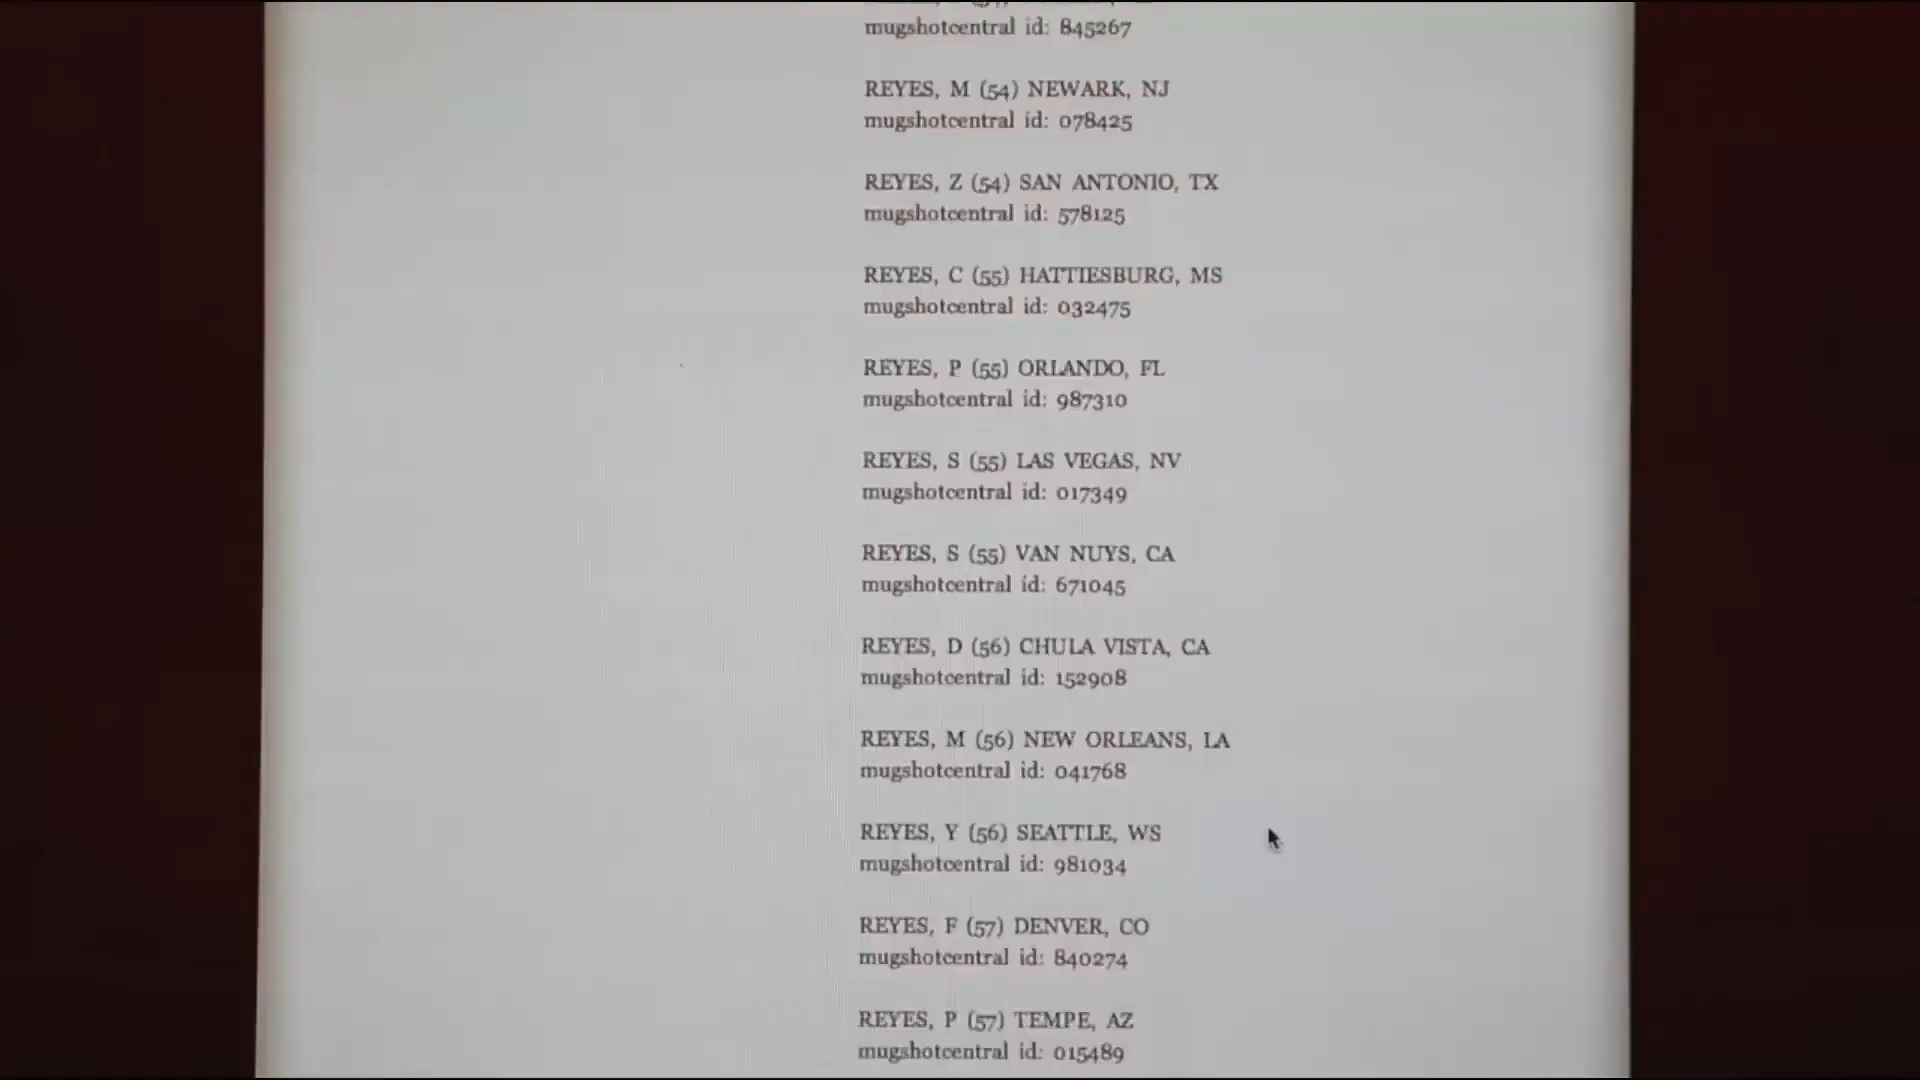 mugshotcentral id: 845267
REYES, M (54) NEWARK, NJ
mugshotcentral id: 078425
REYES, Z (54) SAN ANTONIO, TX
mugshotcentral id: 578125
REYES, C (55) HATTIESBURG, MS
mugshotcentral id: 032475
REYES, P (55) ORLANDO, FL
mugshotcentral id: 987310
REYES, S (55) LAS VEGAS, NV
mugshotcentral id: 017349
REYES, S (55) VAN NUYS, CA
mugshotcentral id: 671045
REYES, D (56) CHULA VISTA, CA
mugshotcentral id: 152908
REYES, M (56) NEW ORLEANS, LA
mugshotcentral id: 041768
REYES, Y (56) SEATTLE, WS
mugshotcentral id: 981034
REYES, F (57) DENVER, CO
mugshotcentral id: 840274
REYES, P (57) TEMPE, AZ
mugshotcentral id: 015489